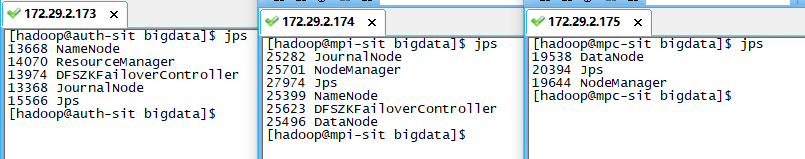 172.29.2.173 ×
[hadoop@auth-sit bigdata]$ jps
13668 NameNode
14070 ResourceManager
13974 DFSZKFailoverController
13368 JournalNode
15566 Jps
[hadoop@auth-sit bigdata]$
172.29.2.174 ×
[hadoop@mpi-sit bigdata]$ jps
25282 JournalNode
25701 NodeManager
27974 Jps
25399 NameNode
25623 DFSZKFailoverController
25496 DataNode
[hadoop@mpi-sit bigdata]$
172.29.2.175 ×
[hadoop@mpc-sit bigdata]$ jps
19538 DataNode
20394 Jps
19644 NodeManager
[hadoop@mpc-sit bigdata]$